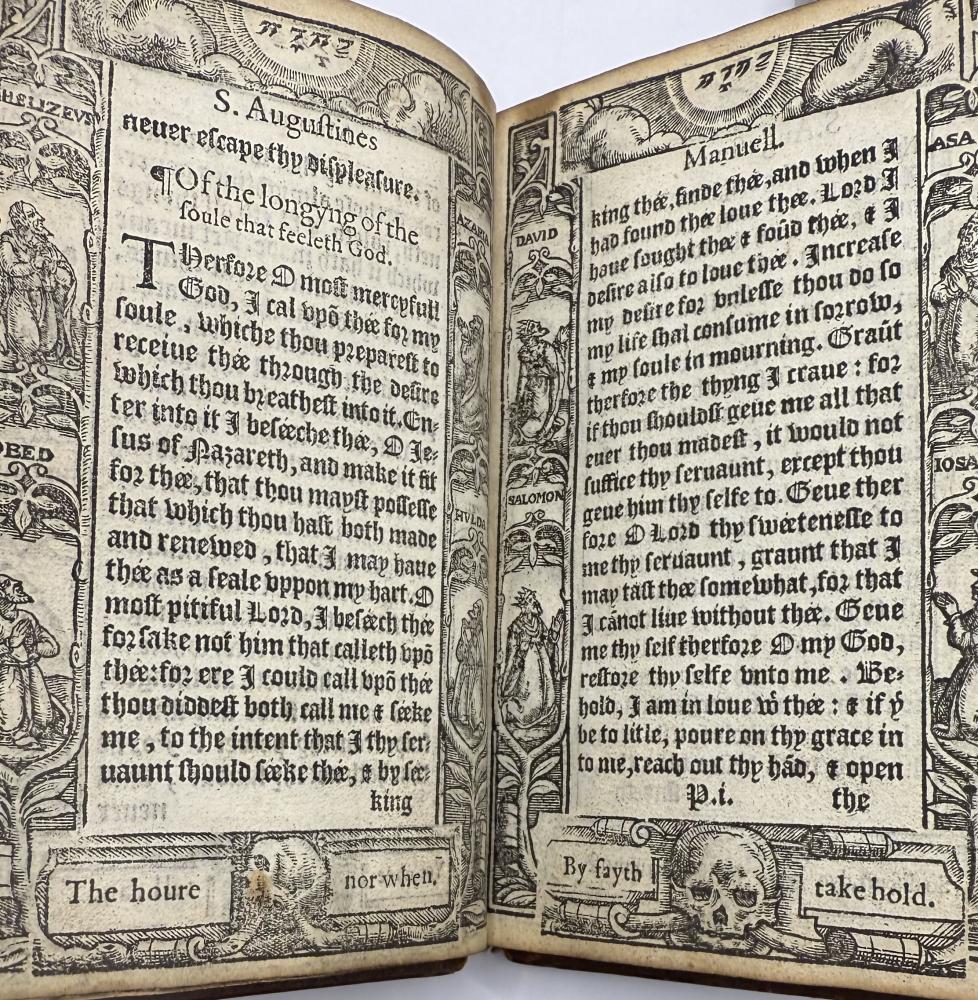 HELIZEVS
OBED
S. Auguſtines
neuer eſcape thy diſpleaſure.
¶Of the longyng of the
ſoule that feeleth God.
THerfore O moſt mercyfull
God, I cal vpō thée for my
ſoule, whiche thou prepareſt to
receiue thée through the deſire
which thou breatheſt into it. En-
ter into it I beséeche thée, O Je-
ſus of Nazareth, and make it fit
for thée, that thou mayſt poſſeſſe
that which thou haſt both made
and renewed, that I may haue
thée as a ſeale vppon my hart. O
moſt pitiful Lord, I beſéech thée
forſake not him that calleth vpō
thée: for ere I could call vpō thée
thou diddeſt both call me & ſéeke
me, to the intent that I thy ſer-
uaunt ſhould ſéeke thée, & by ſée-
king
HVLDA
The houre
nor when.
DAVID
SALOMON
Manuell.
king thée, finde thée, and when I
had found thée loue thée. Lord I
haue ſought thée & foūd thée, & I
deſire alſo to loue thée. Increaſe
my deſire for vnleſſe thou do ſo
my life ſhal conſume in ſorrow,
& my ſoule in mourning. Graūt
therfore the thyng I craue: for
if thou ſhouldſt geue me all that
euer thou madeſt, it would not
ſuffice thy ſeruaunt, except thou
geue him thy ſelfe to. Geue ther
fore O Lord thy ſwéeteneſſe to
me thy ſeruaunt, graunt that I
may taſt thée ſomewhat, for that
I cānot liue without thée. Geue
me thy ſelf therfore O my God,
reſtore thy ſelfe vnto me. Be-
hold, I am in loue wͭ thée: & if yͭ
be to litle, poure on thy grace in
to me, reach out thy hād, & open
P.i.
the
ASA
By fayth
take hold.